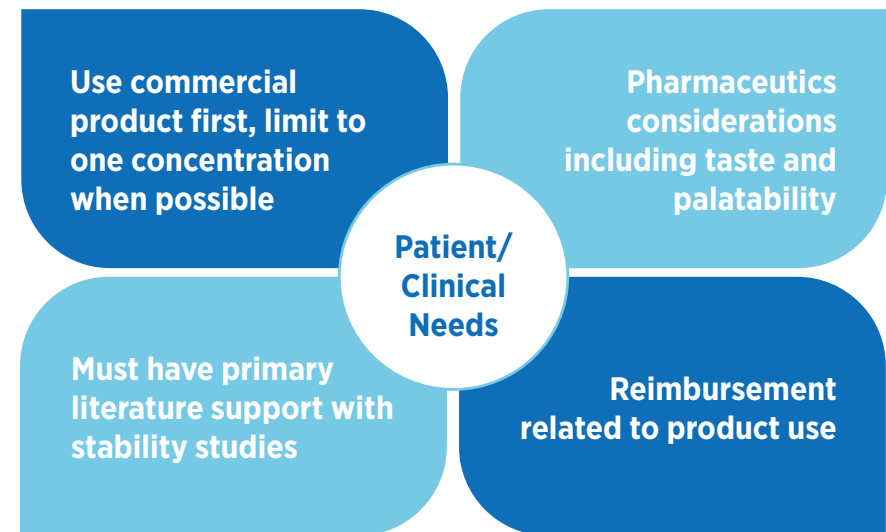 Use commercial
product first, limit to
one concentration
when possible
Pharmaceutics
considerations
including taste and
palatability
Patient/
Clinical
Needs
Must have primary
literature support with
stability studies
Reimbursement
related to product use